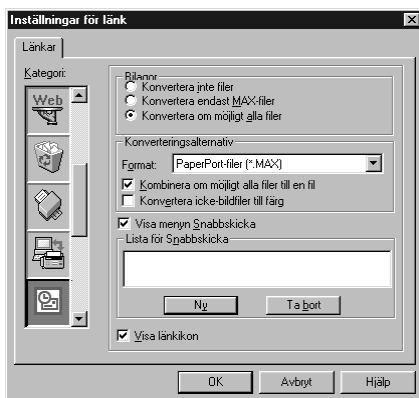 Inställningar för länk
Länkar
Kategori:
Web
Bilagor
Konvertera inte filer
Konvertera endast MAX-filer
Konvertera om möjligt alla filer
Konverteringsalternativ
Format: PaperPort-filer (*.MAX)
Kombinera om möjligt alla filer till en fil
Konvertera icke-bildfiler till färg
Visa menyn Snabbskicka
Lista för Snabbskicka
Ny Ta bort
Visa länkikon
OK Avbryt Hjälp